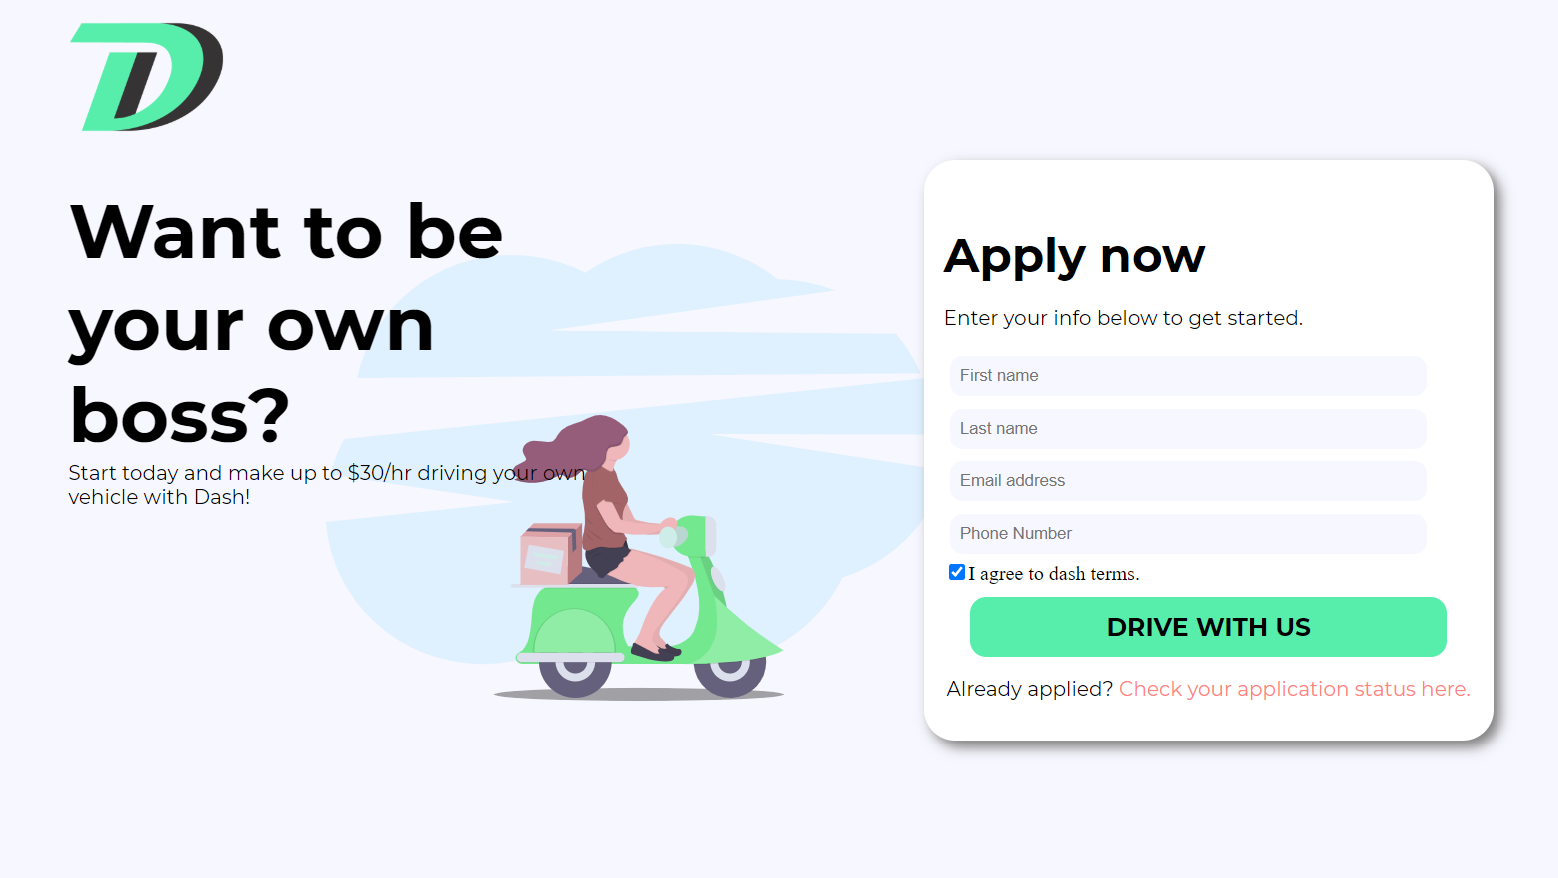 Want to be
your own
boss?
Start today and make up to $30/hr driving your own
vehicle with Dash!
Apply now
Enter your info below to get started.
First name
Last name
Email address
Phone Number
I agree to dash terms.
DRIVE WITH US
Already applied? Check your application status here.